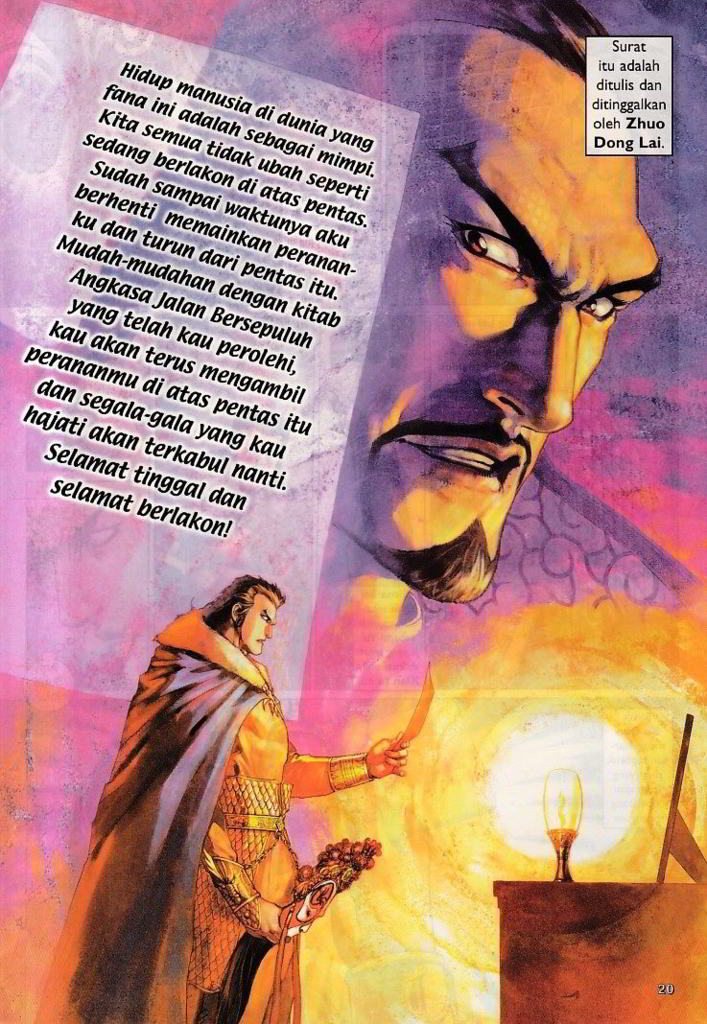 Hidup manusia di dunia yang
fana ini adalah sebagai mimpi.
Kita semua tidak ubah seperti
sedang berlakon di atas pentas.
Sudah sampai waktunya aku
berhenti memainkan peranan-
ku dan turun dari pentas itu.
Mudah-mudahan dengan kitab
Angkasa Jalan Bersepuluh
yang telah kau perolehi,
kau akan terus mengambil
perananmu di atas pentas itu
dan segala-gala yang kau
hajati akan terkabul nanti.
Selamat tinggal dan
selamat berlakon!
Surat
itu adalah
ditulis dan
ditinggalkan
oleh Zhuo
Dong Lai.
20